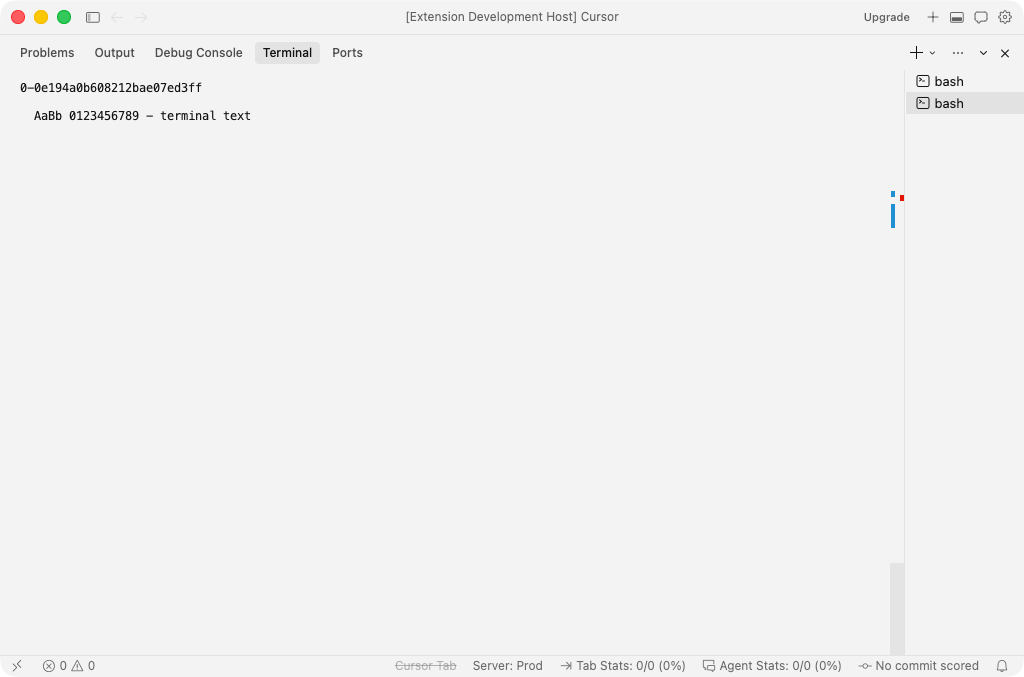 [Extension Development Host] Cursor
Upgrade
Problems Output Debug Console Terminal Ports
0-0e194a0b608212bae07ed3ff
AaBb 0123456789 - terminal text
bash
bash
0 0
Cursor Tab Server: Prod Tab Stats: 0/0 (0%) Agent Stats: 0/0 (0%) No commit scored